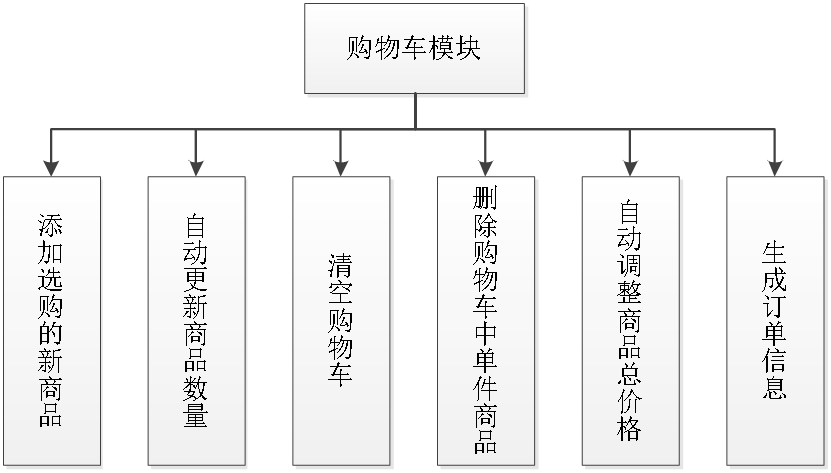 购物车模块
添加选购的新商品
自动更新商品数量
清空购物车
删除购物车中单件商品
自动调整商品总价格
生成订单信息